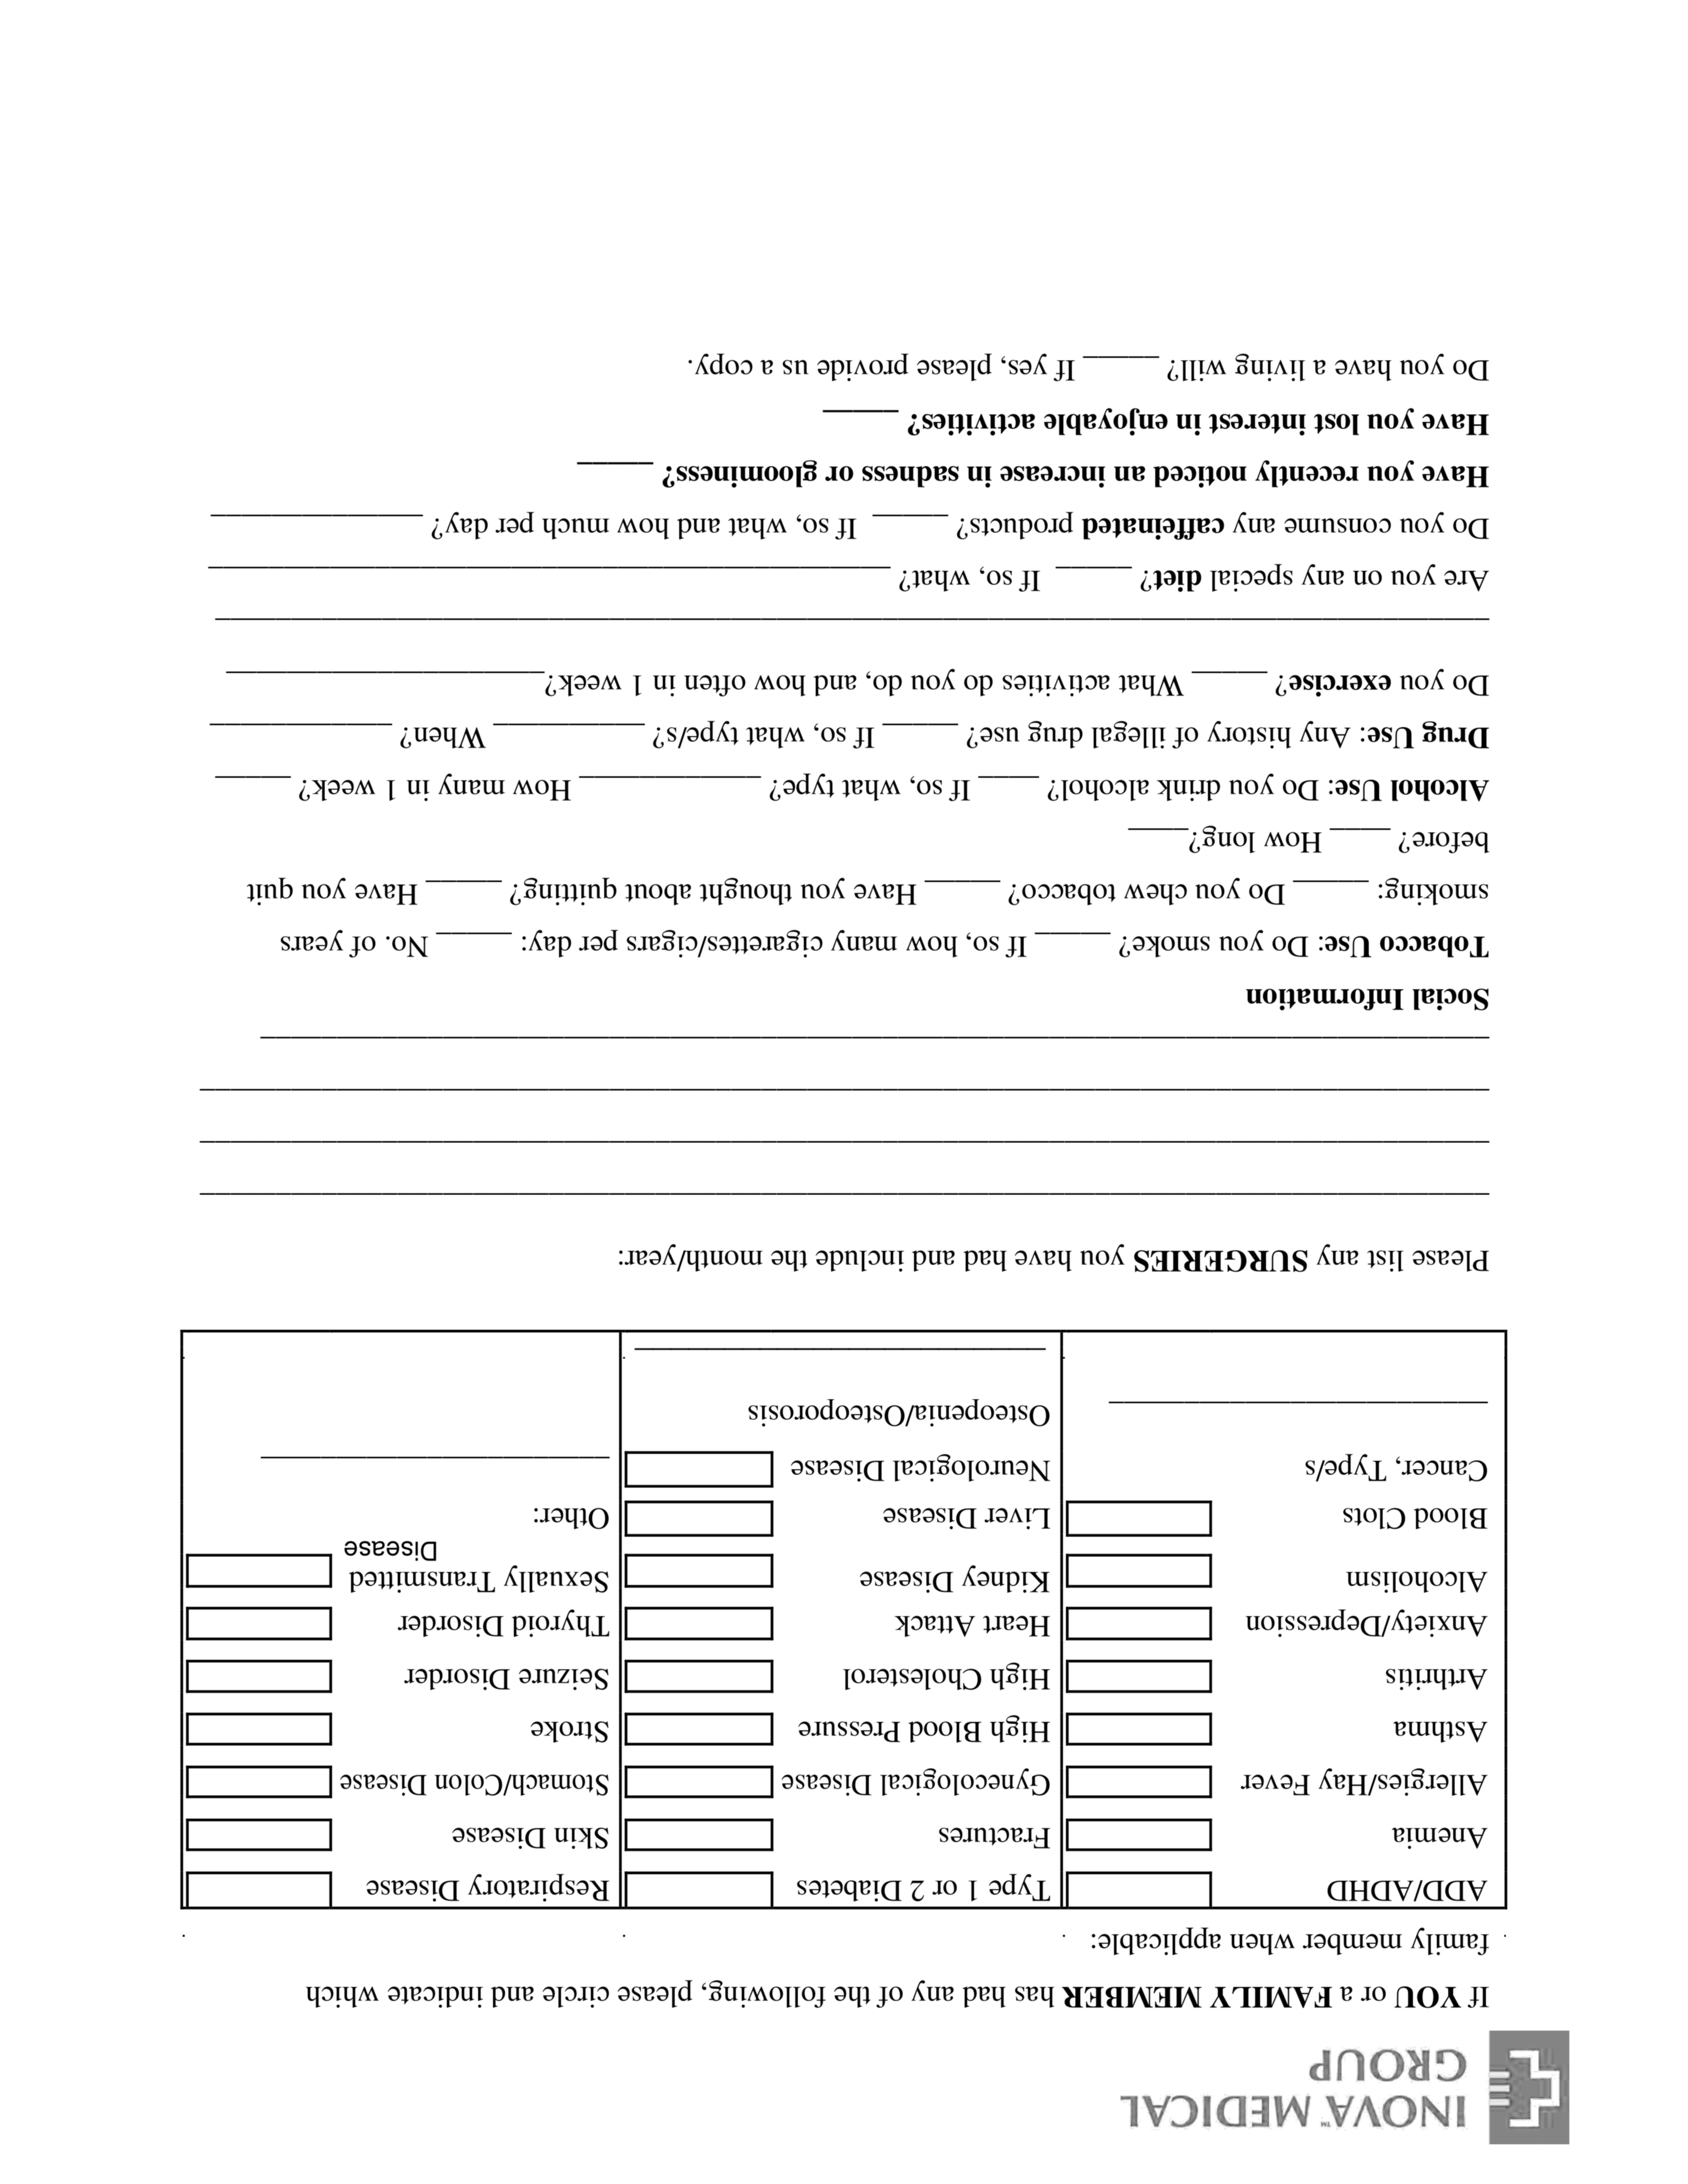 INOVA™ MEDICAL
GROUP
If YOU or a FAMILY MEMBER has had any of the following, please circle and indicate which
family member when applicable:
ADD/ADHD
Anemia
Allergies/Hay Fever
Asthma
Arthritis
Anxiety/Depression
Alcoholism
Blood Clots
Cancer, Type/s
_________________________
Type 1 or 2 Diabetes
Fractures
Gynecological Disease
High Blood Pressure
High Cholesterol
Heart Attack
Kidney Disease
Liver Disease
Neurological Disease
Osteopenia/Osteoporosis
___________________________
Respiratory Disease
Skin Disease
Stomach/Colon Disease
Stroke
Seizure Disorder
Thyroid Disorder
Sexually Transmitted
Disease
Other:
_______________________
Please list any SURGERIES you have had and include the month/year:
_____________________________________________________________________________________
_____________________________________________________________________________________
_____________________________________________________________________________________
_________________________________________________________________________________
Social Information
Tobacco Use: Do you smoke? _____ If so, how many cigarettes/cigars per day: _____ No. of years
smoking: _____ Do you chew tobacco? _____ Have you thought about quitting? _____ Have you quit
before? ____ How long?____
Alcohol Use: Do you drink alcohol? ____ If so, what type? ____________ How many in 1 week? _____
Drug Use: Any history of illegal drug use? _____ If so, what type/s? __________ When? ____________
Do you exercise? _____ What activities do you do, and how often in 1 week?_____________________
____________________________________________________________________________________
Are you on any special diet? _____ If so, what? _____________________________________________
Do you consume any caffeinated products? _____ If so, what and how much per day? ______________
Have you recently noticed an increase in sadness or gloominess? _____
Have you lost interest in enjoyable activities? _____
Do you have a living will? _____ If yes, please provide us a copy.